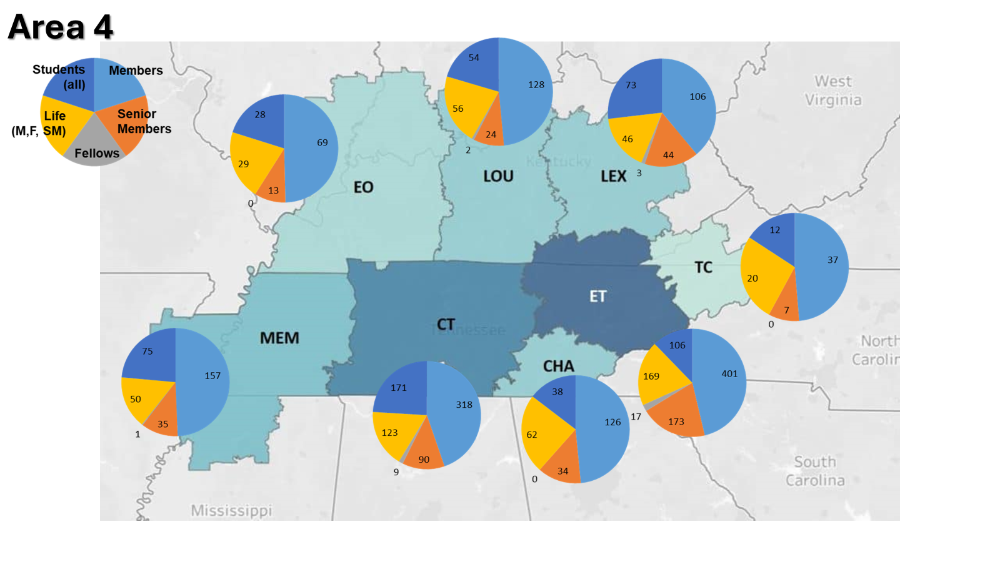 Area 4
Students
(all)
Members
Life
(M,F, SM)
Senior
Members
Fellows
28
69
29
13
0
54
128
56
24
2
73
106
46
44
3
12
37
20
7
0
75
157
50
35
1
171
318
123
90
9
38
126
62
34
0
106
401
169
173
17
EO
LOU
LEX
TC
ET
CT
MEM
CHA
Kentucky
Tennessee
West
Virginia
North
Carolin
South
Carolina
Mississippi